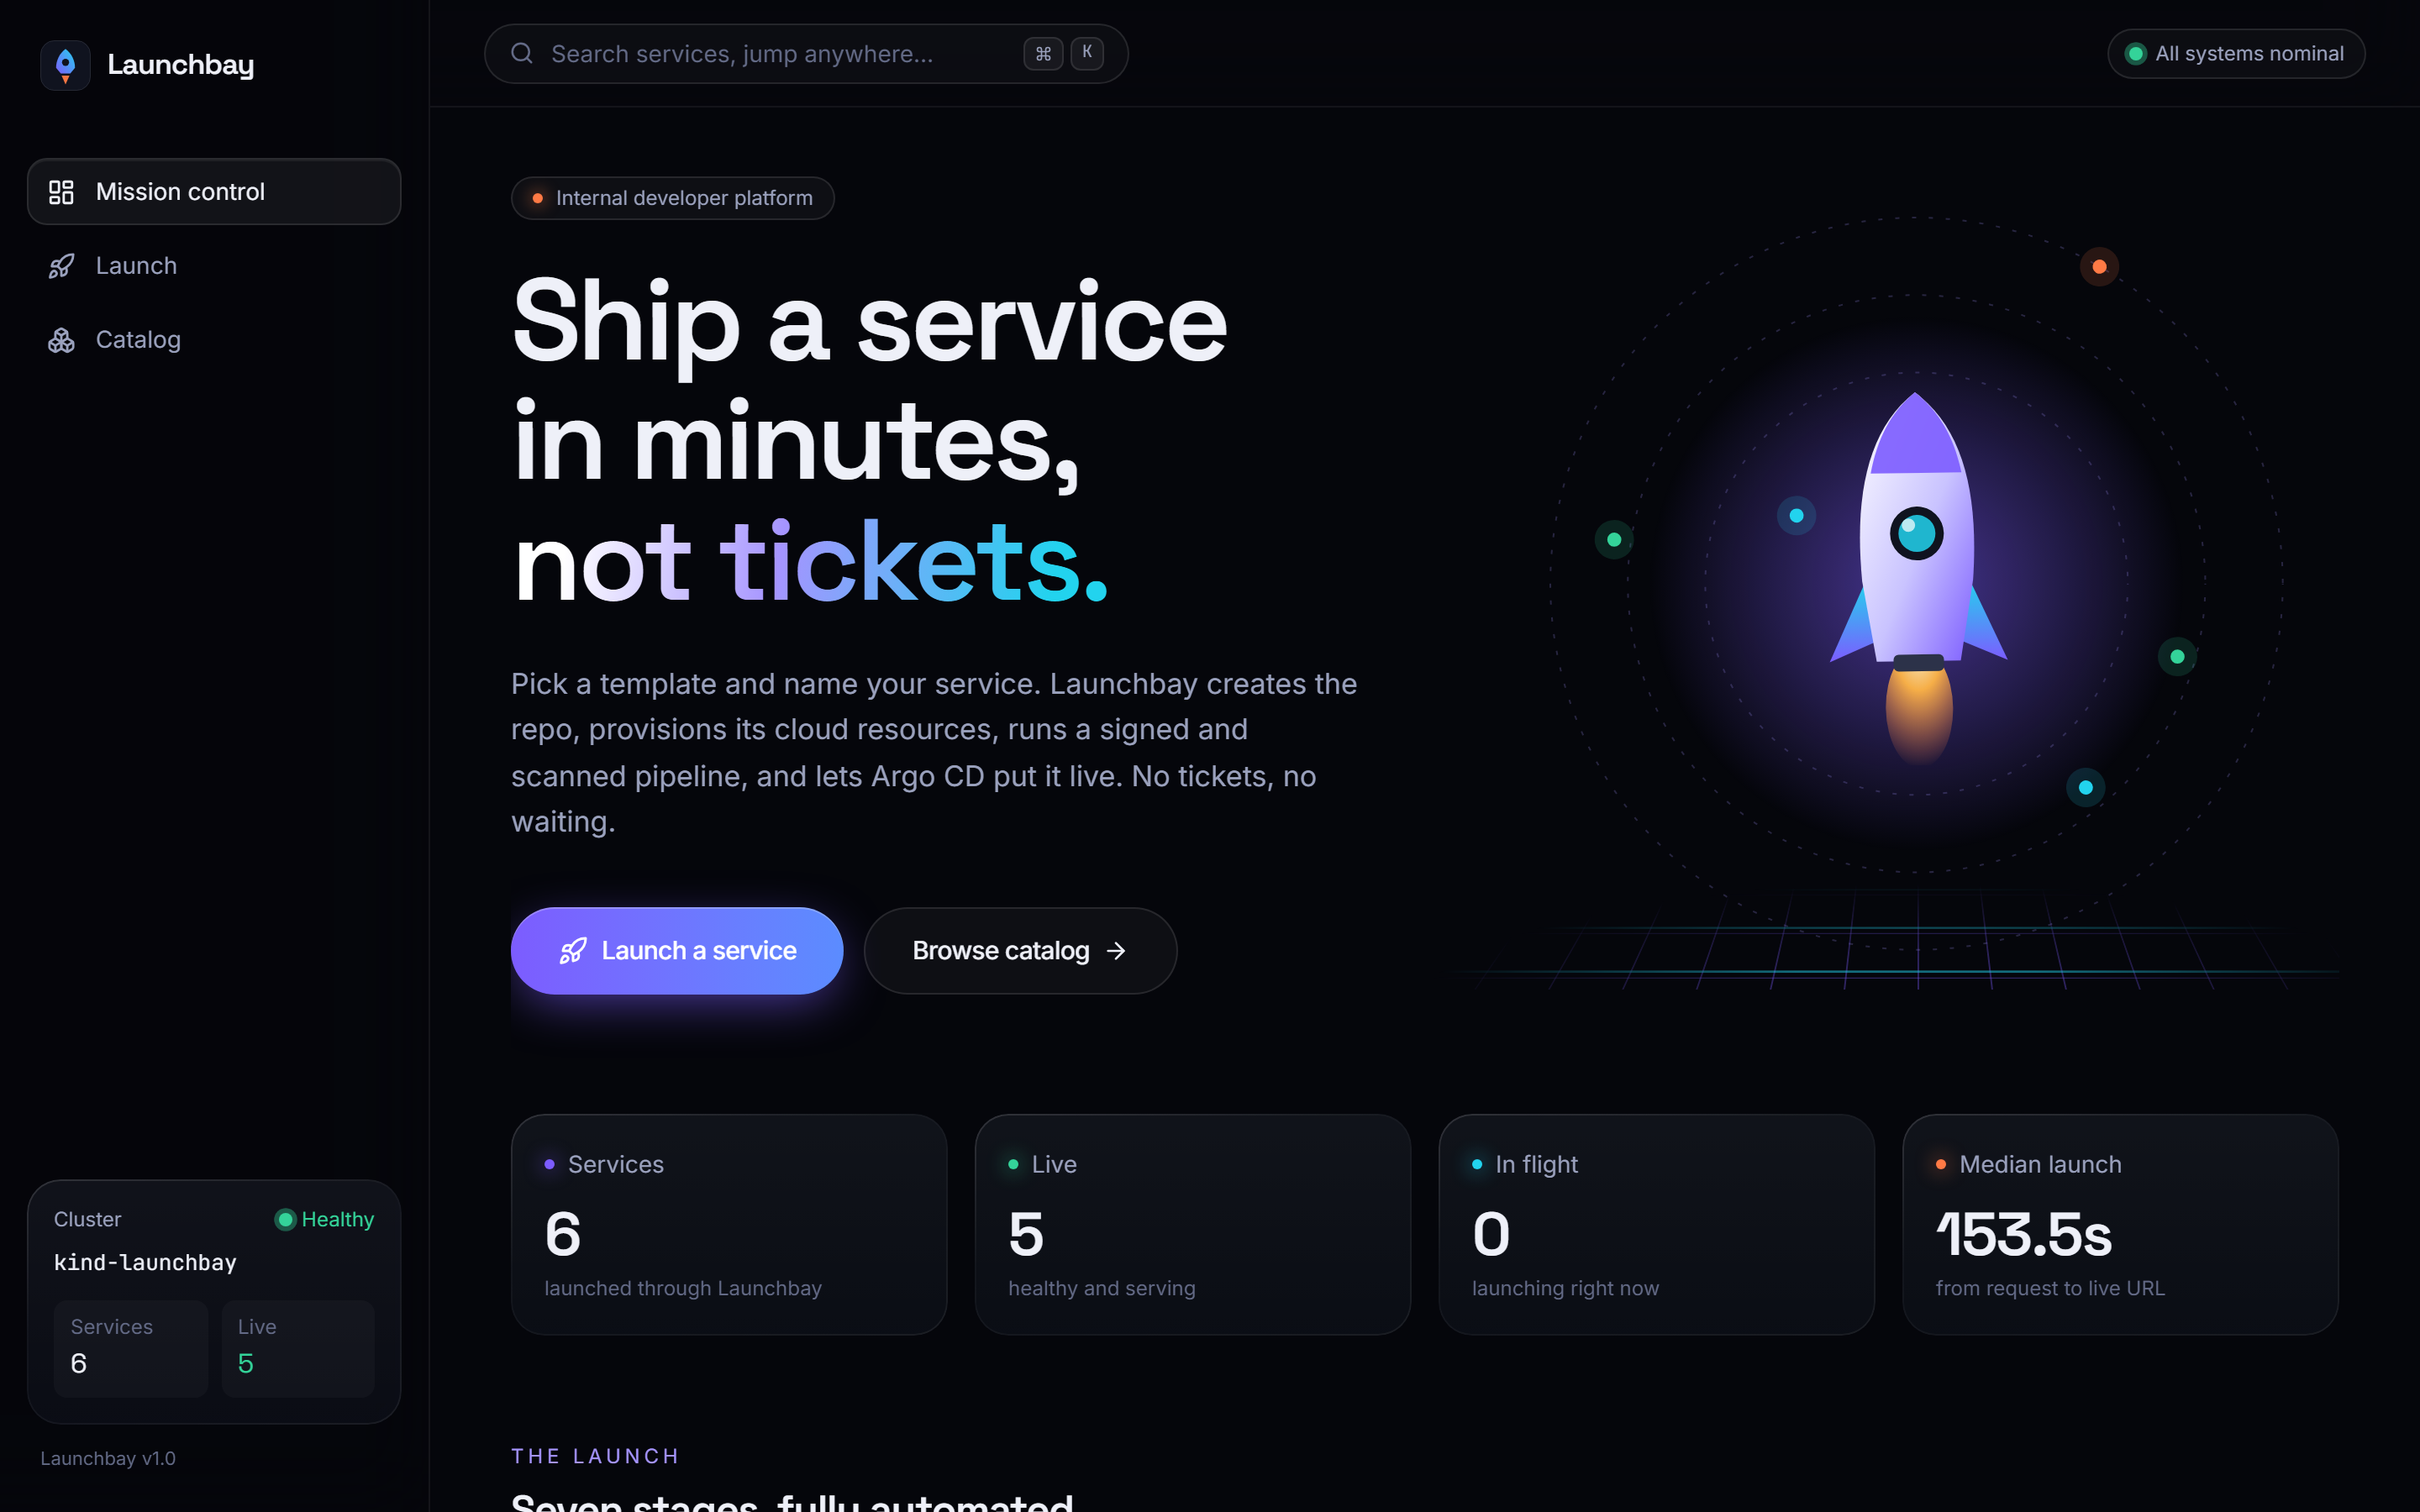 Launchbay
Search services, jump anywhere...
⌘ K
All systems nominal
Mission control
Launch
Catalog
Internal developer platform
Ship a service
in minutes,
not tickets.
Pick a template and name your service. Launchbay creates the
repo, provisions its cloud resources, runs a signed and
scanned pipeline, and lets Argo CD put it live. No tickets, no
waiting.
Launch a service
Browse catalog
Services
6
launched through Launchbay
Live
5
healthy and serving
In flight
0
launching right now
Median launch
153.5s
from request to live URL
Cluster
Healthy
kind-launchbay
Services
6
Live
5
Launchbay v1.0
THE LAUNCH
Seven stages, fully automated